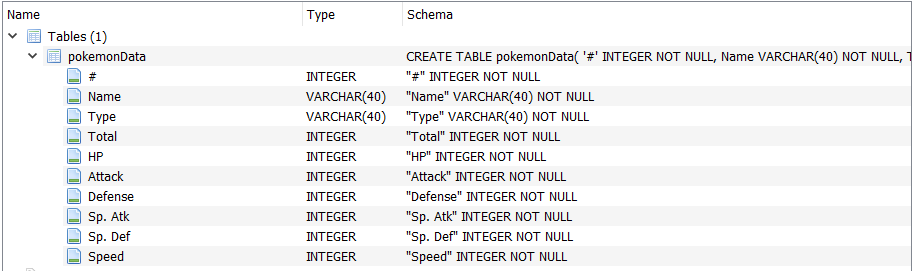 Name Type Schema
Tables (1)
pokemonData CREATE TABLE pokemonData( '#' INTEGER NOT NULL, Name VARCHAR(40) NOT NULL, T
# INTEGER "#" INTEGER NOT NULL
Name VARCHAR(40) "Name" VARCHAR(40) NOT NULL
Type VARCHAR(40) "Type" VARCHAR(40) NOT NULL
Total INTEGER "Total" INTEGER NOT NULL
HP INTEGER "HP" INTEGER NOT NULL
Attack INTEGER "Attack" INTEGER NOT NULL
Defense INTEGER "Defense" INTEGER NOT NULL
Sp. Atk INTEGER "Sp. Atk" INTEGER NOT NULL
Sp. Def INTEGER "Sp. Def" INTEGER NOT NULL
Speed INTEGER "Speed" INTEGER NOT NULL